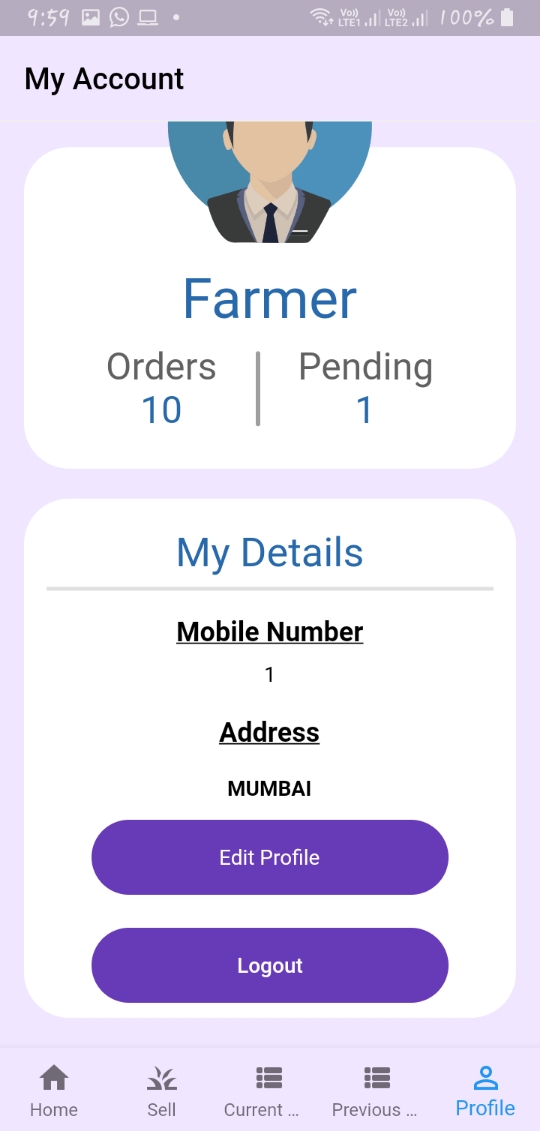 9:59 Vo)) LTE1 Vo)) LTE2 100%
My Account
Farmer
Orders Pending
10 1
My Details
Mobile Number
1
Address
MUMBAI
Edit Profile
Logout
Home Sell Current ... Previous ... Profile